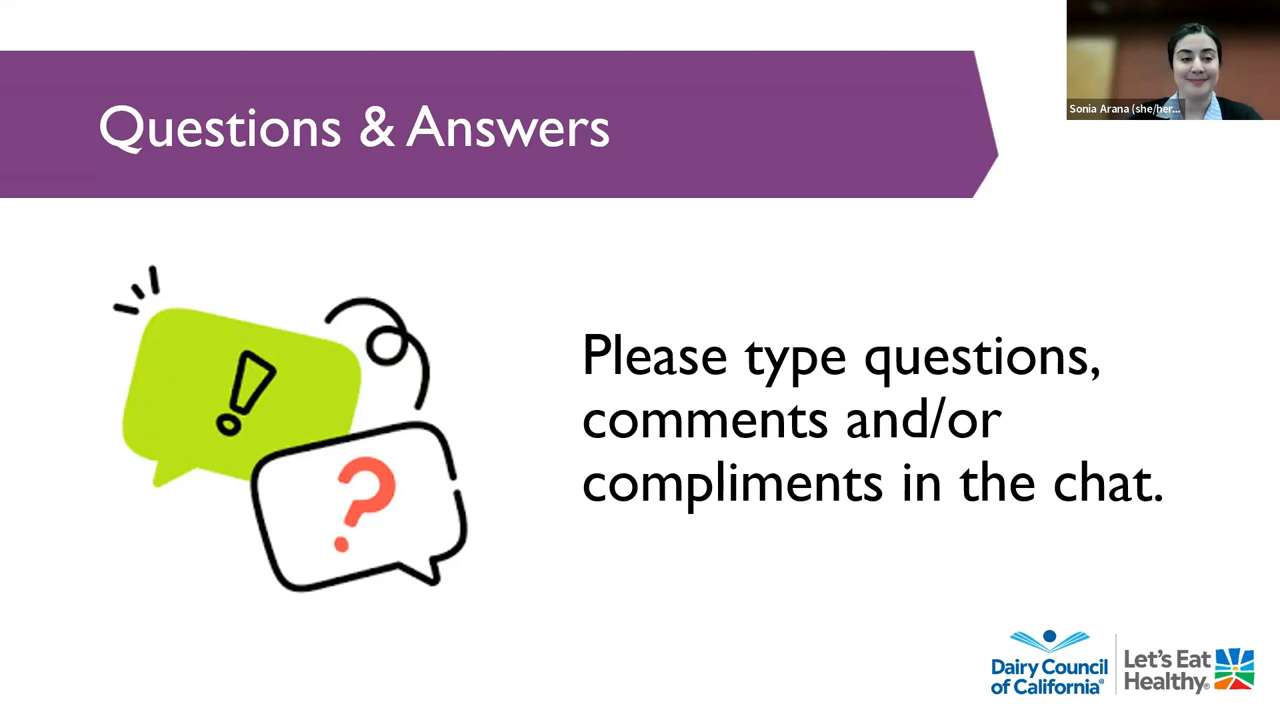 Sonia Arana (she/her...
Questions & Answers
!
?
Please type questions,
comments and/or
compliments in the chat.
Dairy Council
of California®
Let's Eat
Healthy®